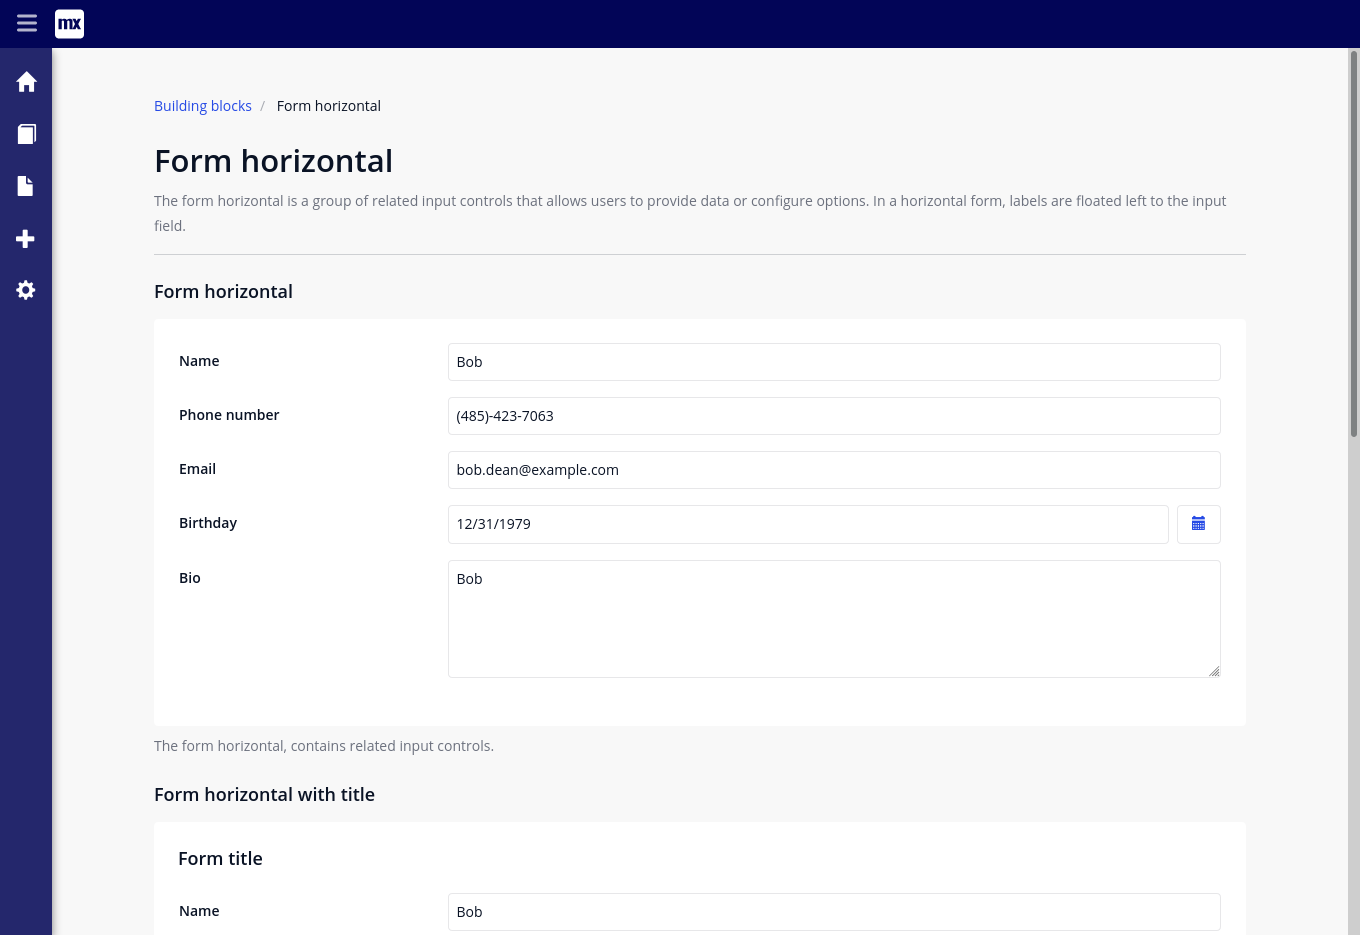 mx
Building blocks / Form horizontal
Form horizontal
The form horizontal is a group of related input controls that allows users to provide data or configure options. In a horizontal form, labels are floated left to the input
field.
Form horizontal
Name Bob
Phone number (485)-423-7063
Email bob.dean@example.com
Birthday 12/31/1979
Bio Bob
The form horizontal, contains related input controls.
Form horizontal with title
Form title
Name Bob